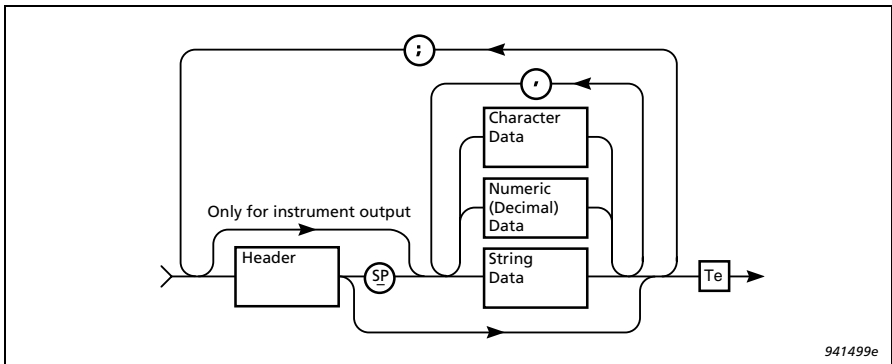 ;
,
Character
Data
Numeric
(Decimal)
Data
Only for instrument output
Header
SP
String
Data
Te
941499e